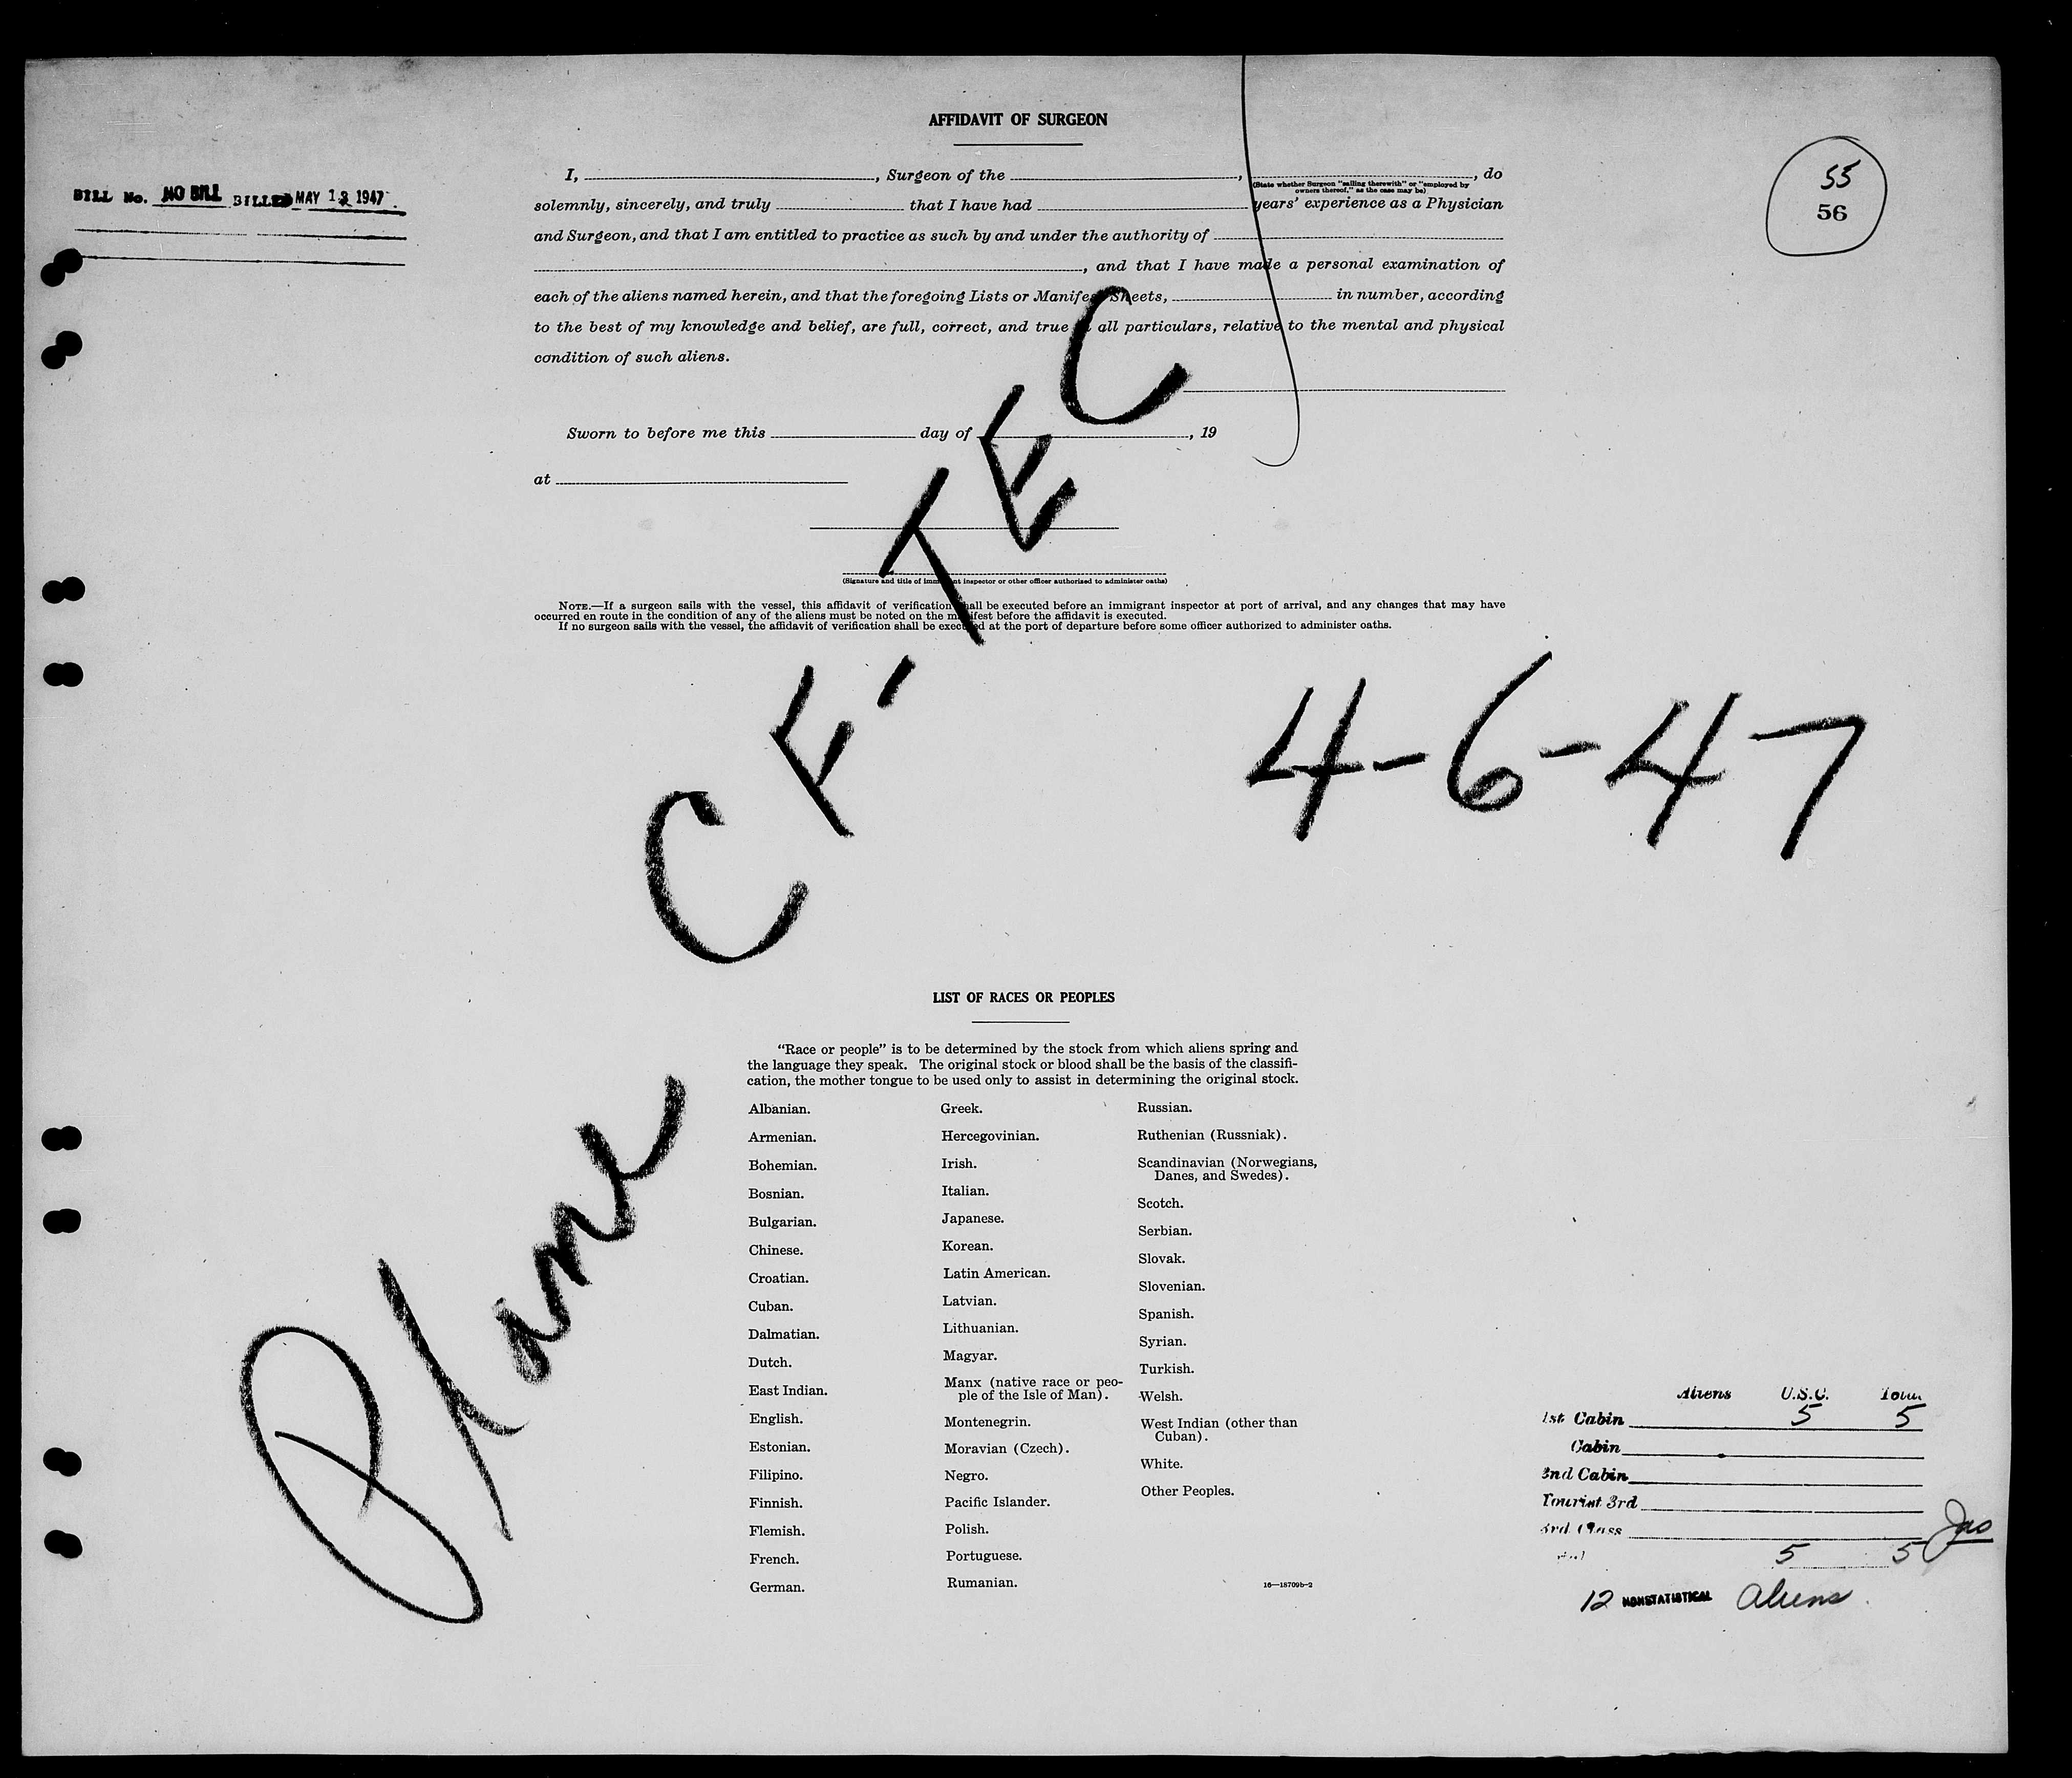 AFFIDAVIT OF SURGEON
55
56
BILL No. NO BILL BILLED MAY 13 1947
I, , Surgeon of the , , do
(State whether Surgeon "sailing therewith" or "employed by
owners thereof," as the case may be)
solemnly, sincerely, and truly that I have had years' experience as a Physician
and Surgeon, and that I am entitled to practice as such by and under the authority of
, and that I have made a personal examination of
each of the aliens named herein, and that the foregoing Lists or Manifest Sheets, in number, according
to the best of my knowledge and belief, are full, correct, and true in all particulars, relative to the mental and physical
condition of such aliens.
Sworn to before me this day of , 19
at
(Signature and title of immigrant inspector or other officer authorized to administer oaths)
NOTE.—If a surgeon sails with the vessel, this affidavit of verification shall be executed before an immigrant inspector at port of arrival, and any changes that may have
occurred en route in the condition of any of the aliens must be noted on the manifest before the affidavit is executed.
If no surgeon sails with the vessel, the affidavit of verification shall be executed at the port of departure before some officer authorized to administer oaths.
Plane CF-TEC
4-6-47
LIST OF RACES OR PEOPLES
"Race or people" is to be determined by the stock from which aliens spring and
the language they speak. The original stock or blood shall be the basis of the classifi-
cation, the mother tongue to be used only to assist in determining the original stock.
Albanian.
Armenian.
Bohemian.
Bosnian.
Bulgarian.
Chinese.
Croatian.
Cuban.
Dalmatian.
Dutch.
East Indian.
English.
Estonian.
Filipino.
Finnish.
Flemish.
French.
German.
Greek.
Hercegovinian.
Irish.
Italian.
Japanese.
Korean.
Latin American.
Latvian.
Lithuanian.
Magyar.
Manx (native race or peo-
ple of the Isle of Man).
Montenegrin.
Moravian (Czech).
Negro.
Pacific Islander.
Polish.
Portuguese.
Rumanian.
Russian.
Ruthenian (Russniak).
Scandinavian (Norwegians,
Danes, and Swedes).
Scotch.
Serbian.
Slovak.
Slovenian.
Spanish.
Syrian.
Turkish.
Welsh.
West Indian (other than
Cuban).
White.
Other Peoples.
16—18709b-2
Aliens U.S.C. Total
1st Cabin 5 5
Cabin
2nd Cabin
Tourist 3rd
3rd Class
5 5
12 NONSTATISTICAL Aliens